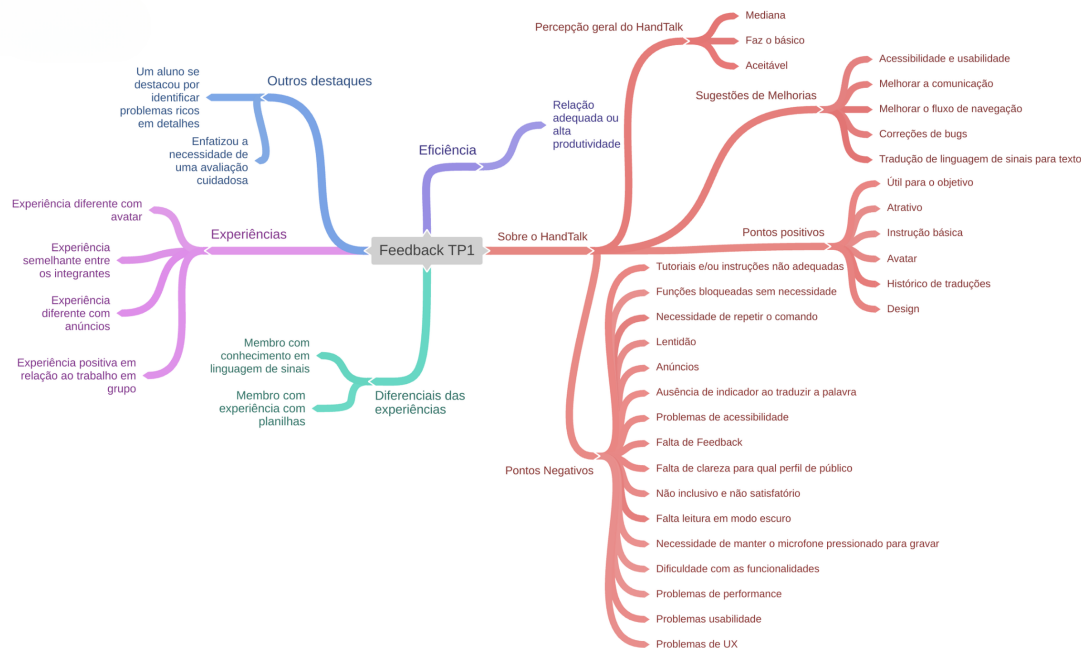 Feedback TP1
Outros destaques
Um aluno se
destacou por
identificar
problemas ricos
em detalhes
Enfatizou a
necessidade de
uma avaliação
cuidadosa
Experiências
Experiência diferente com
avatar
Experiência
semelhante entre
os integrantes
Experiência
diferente com
anúncios
Experiência positiva em
relação ao trabalho em
grupo
Diferenciais das
experiências
Membro com
conhecimento em
linguagem de sinais
Membro com
experiência com
planilhas
Eficiência
Relação
adequada ou
alta
produtividade
Sobre o HandTalk
Percepção geral do HandTalk
Mediana
Faz o básico
Aceitável
Sugestões de Melhorias
Acessibilidade e usabilidade
Melhorar a comunicação
Melhorar o fluxo de navegação
Correções de bugs
Tradução de linguagem de sinais para texto
Pontos positivos
Útil para o objetivo
Atrativo
Instrução básica
Avatar
Histórico de traduções
Design
Pontos Negativos
Tutoriais e/ou instruções não adequadas
Funções bloqueadas sem necessidade
Necessidade de repetir o comando
Lentidão
Anúncios
Ausência de indicador ao traduzir a palavra
Problemas de acessibilidade
Falta de Feedback
Falta de clareza para qual perfil de público
Não inclusivo e não satisfatório
Falta leitura em modo escuro
Necessidade de manter o microfone pressionado para gravar
Dificuldade com as funcionalidades
Problemas de performance
Problemas usabilidade
Problemas de UX